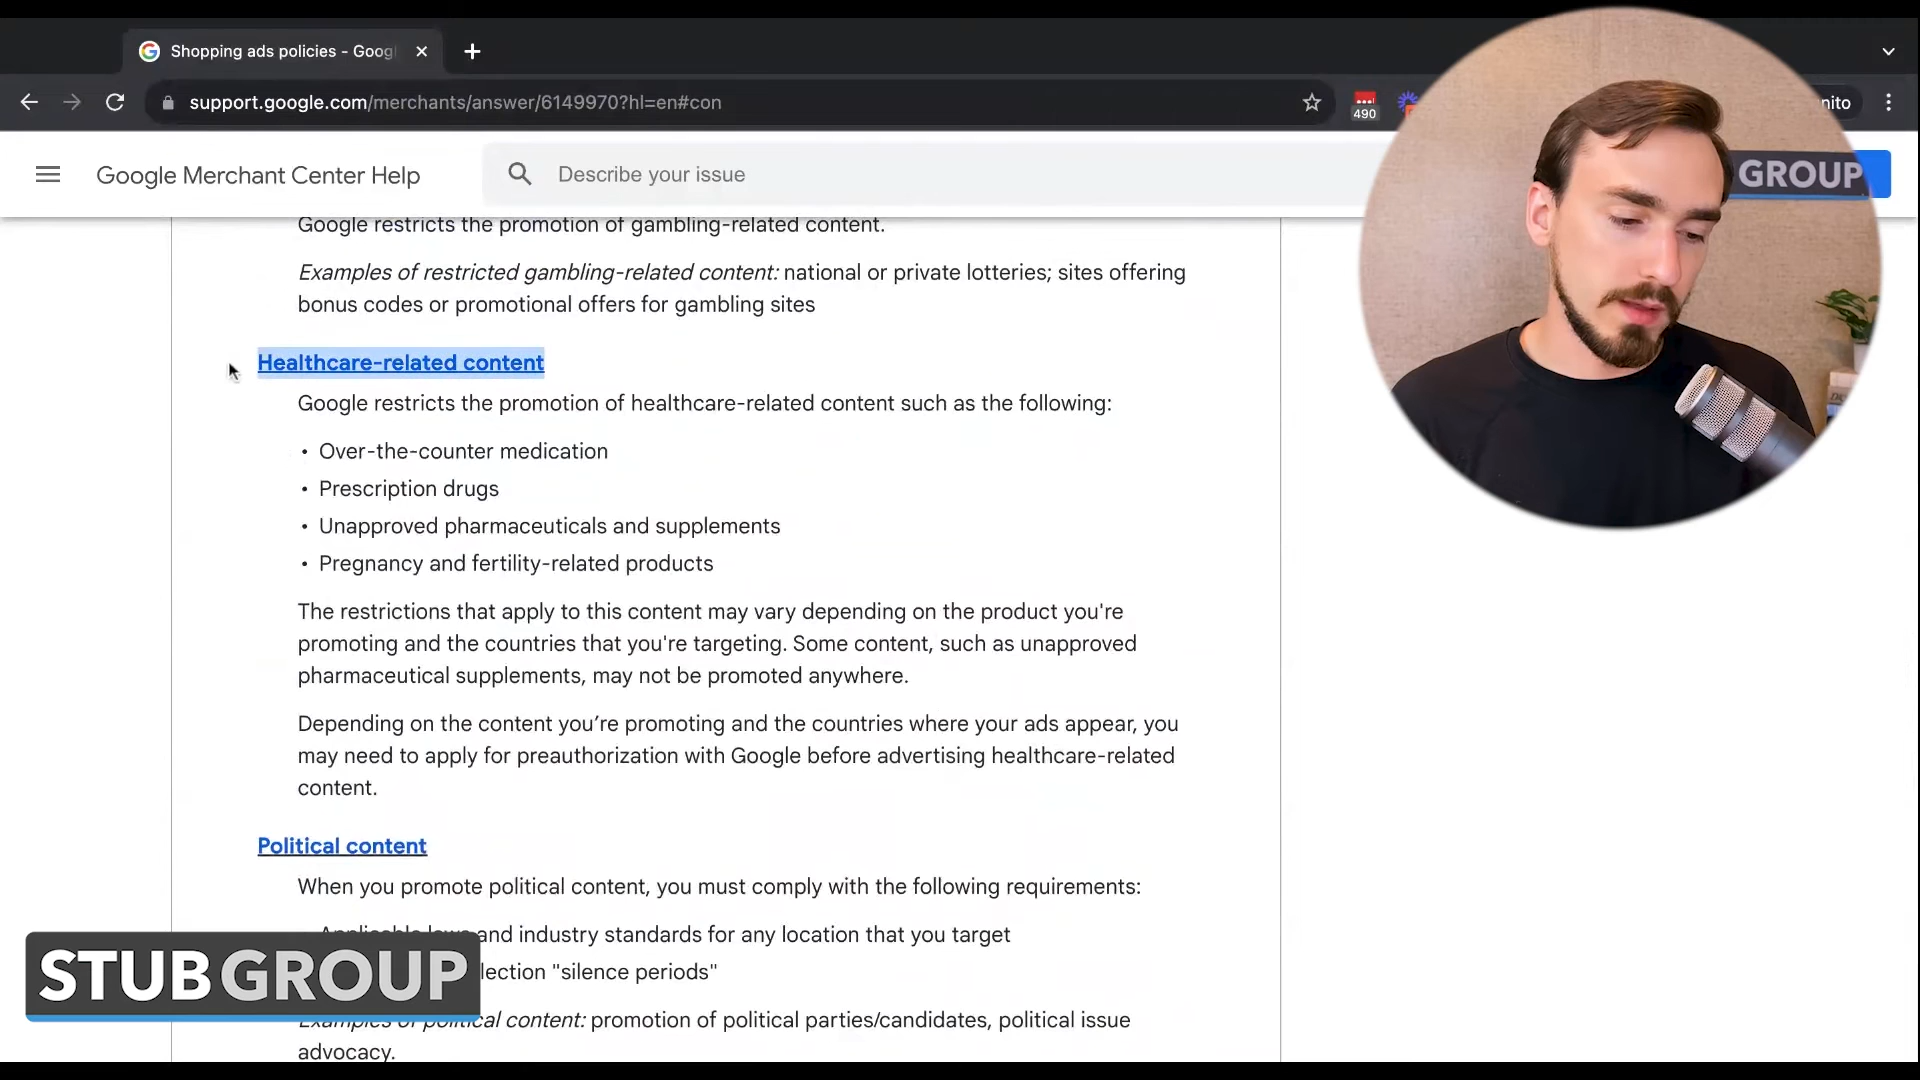 Shopping ads policies - Goog
support.google.com/merchants/answer/6149970?hl=en#con
490
nito
Google Merchant Center Help
Describe your issue
GROUP
Google restricts the promotion of gambling-related content.
Examples of restricted gambling-related content: national or private lotteries; sites offering
bonus codes or promotional offers for gambling sites
Healthcare-related content
Google restricts the promotion of healthcare-related content such as the following:
• Over-the-counter medication
• Prescription drugs
• Unapproved pharmaceuticals and supplements
• Pregnancy and fertility-related products
The restrictions that apply to this content may vary depending on the product you're
promoting and the countries that you're targeting. Some content, such as unapproved
pharmaceutical supplements, may not be promoted anywhere.
Depending on the content you’re promoting and the countries where your ads appear, you
may need to apply for preauthorization with Google before advertising healthcare-related
content.
Political content
When you promote political content, you must comply with the following requirements:
Applicable laws and industry standards for any location that you target
lection "silence periods"
Examples of political content: promotion of political parties/candidates, political issue
advocacy.
STUBGROUP